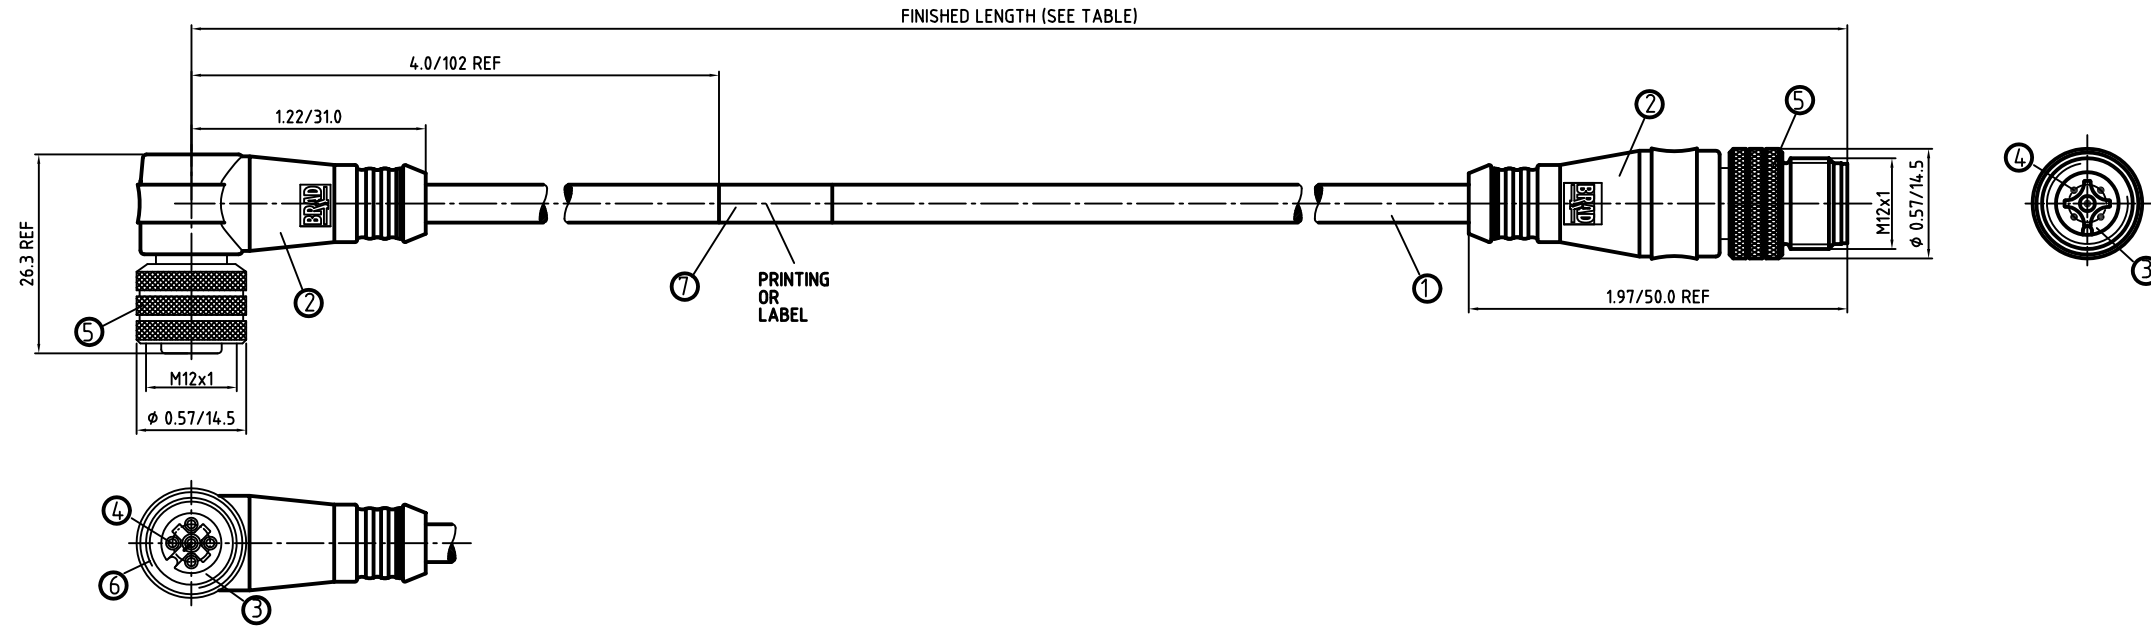 FINISHED LENGTH (SEE TABLE)
4.0/102 REF
1.22/31.0
2
5
4
BRAD
BRAD
M12x1
⌀ 0.57/14.5
26.3 REF
3
7
1
PRINTING
OR
LABEL
2
1.97/50.0 REF
5
M12x1
⌀ 0.57/14.5
4
6
3